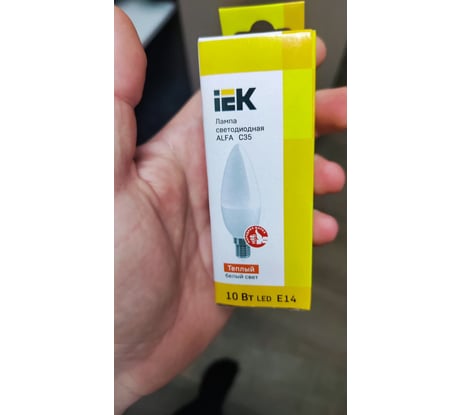 iEK
Лампа
светодиодная
ALFA C35
Теплый
белый свет
10 Вт LED E14